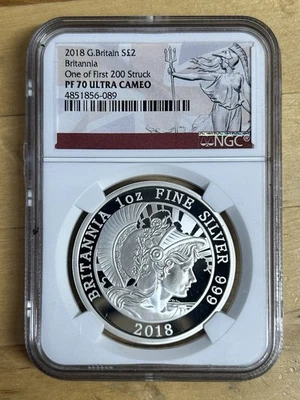 2018 G.Britain S£2
Britannia
One of First 200 Struck
PF 70 ULTRA CAMEO
4851856-089
NGC
BRITANNIA 1oz FINE SILVER 999
2018